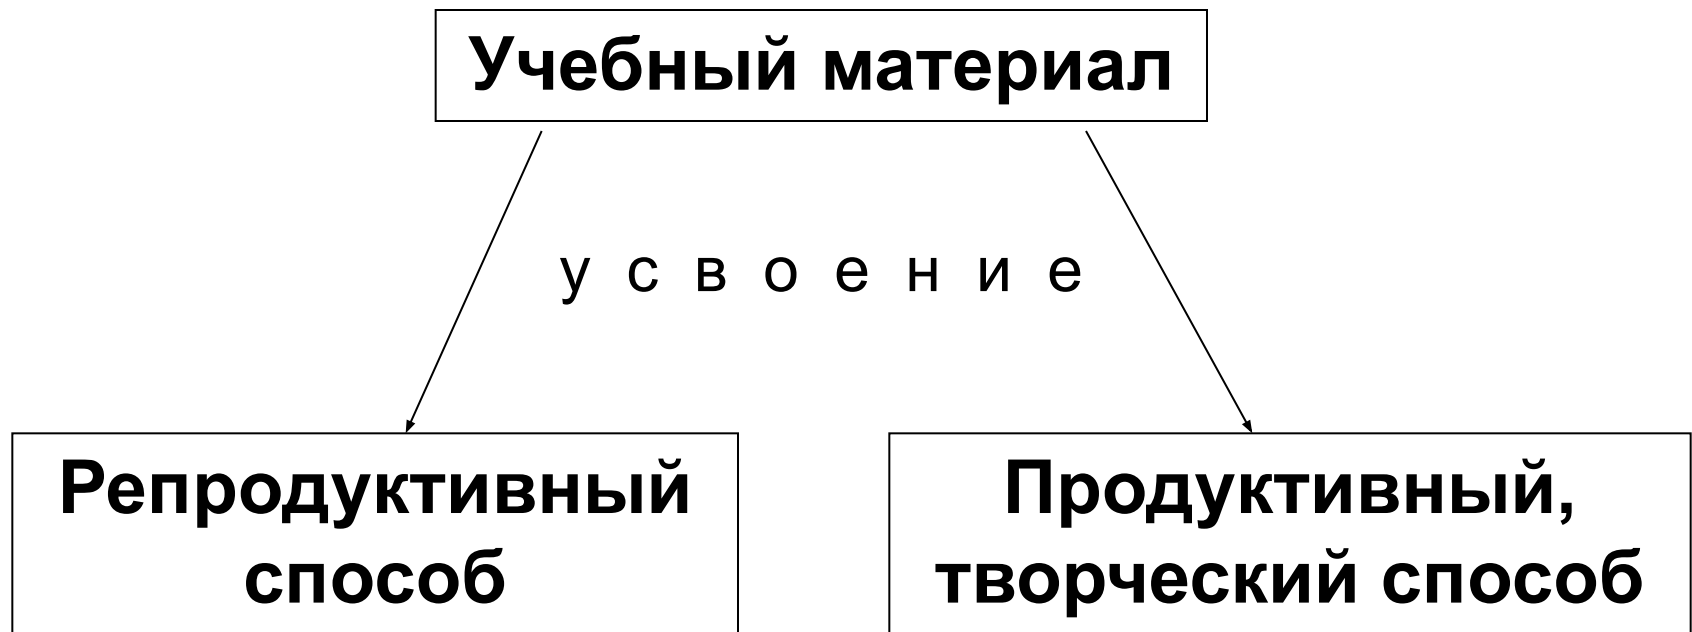 Учебный материал
у с в о е н и е
Репродуктивный
способ
Продуктивный,
творческий способ